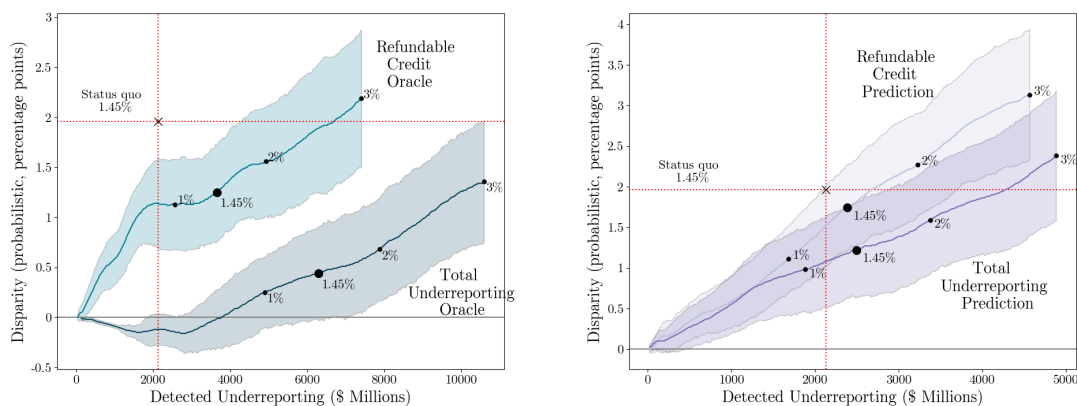 3
2.5
2
1.5
1
0.5
0
-0.5
Disparity (probabilistic, percentage points)
Status quo
1.45%
Refundable
Credit
Oracle
3%
2%
1%
1.45%
3%
2%
1.45%
1%
Total
Underreporting
Oracle
0
2000
4000
6000
8000
10000
Detected Underreporting ($ Millions)
4
3.5
3
2.5
2
1.5
1
0.5
0
Disparity (probabilistic, percentage points)
Refundable
Credit
Prediction
Status quo
1.45%
3%
2%
1.45%
1%
3%
2%
1.45%
1%
Total
Underreporting
Prediction
0
1000
2000
3000
4000
5000
Detected Underreporting ($ Millions)